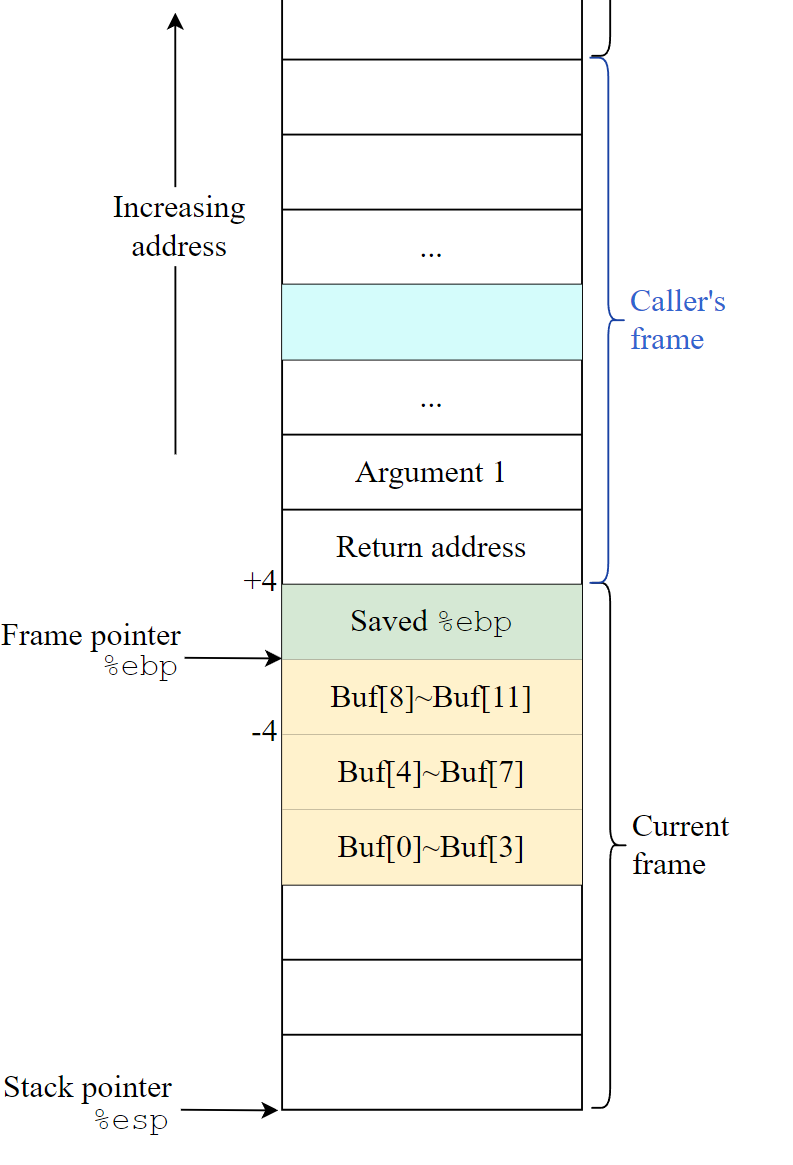 Increasing
address
...
Caller's
frame
...
Argument 1
Return address
+4
Saved %ebp
Frame pointer
%ebp
Buf[8]~Buf[11]
-4
Buf[4]~Buf[7]
Buf[0]~Buf[3]
Current
frame
Stack pointer
%esp